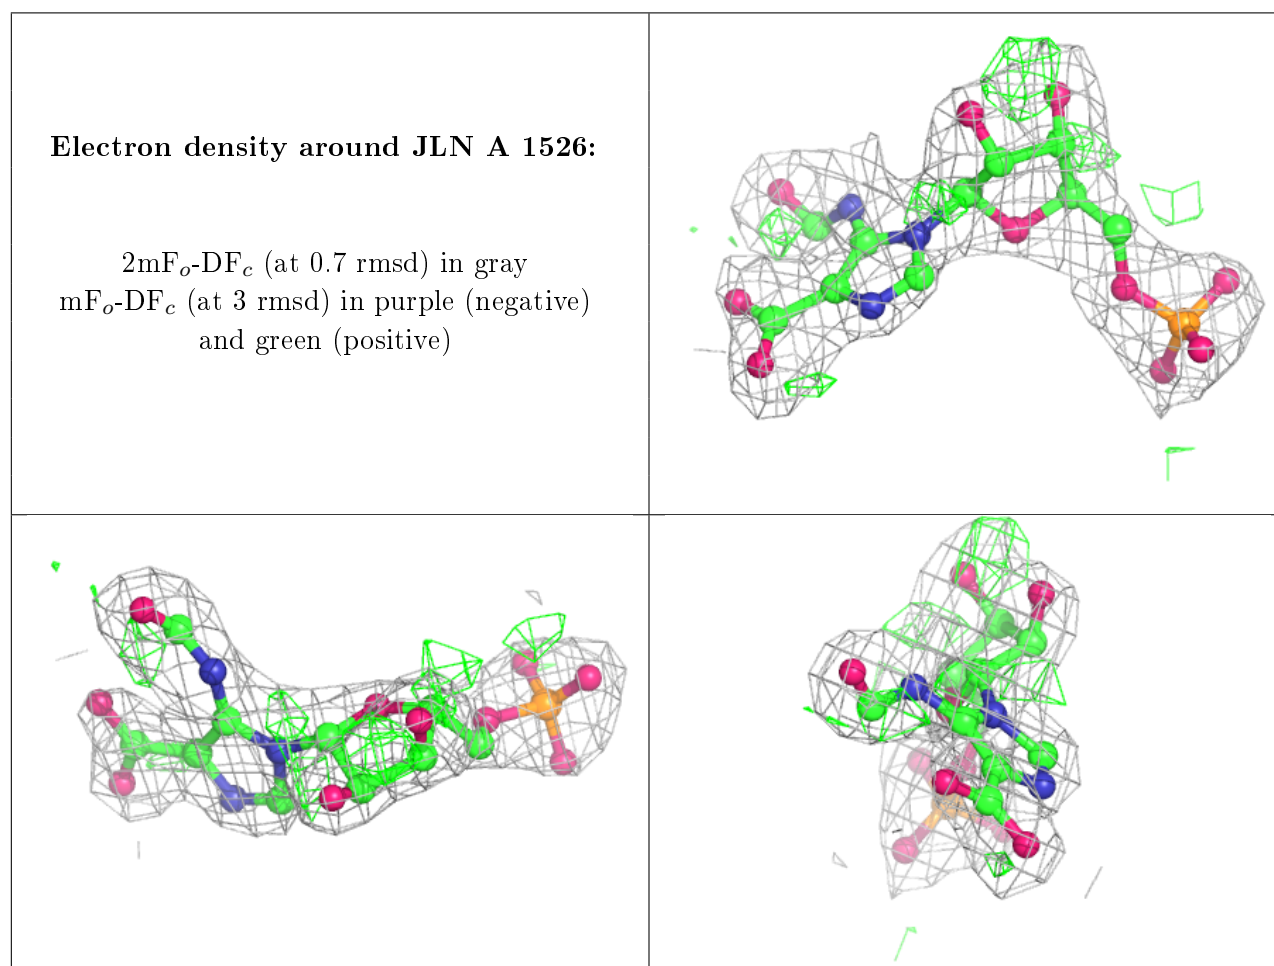 Electron density around JLN A 1526:
2mFo-DFc (at 0.7 rmsd) in gray
mFo-DFc (at 3 rmsd) in purple (negative)
and green (positive)